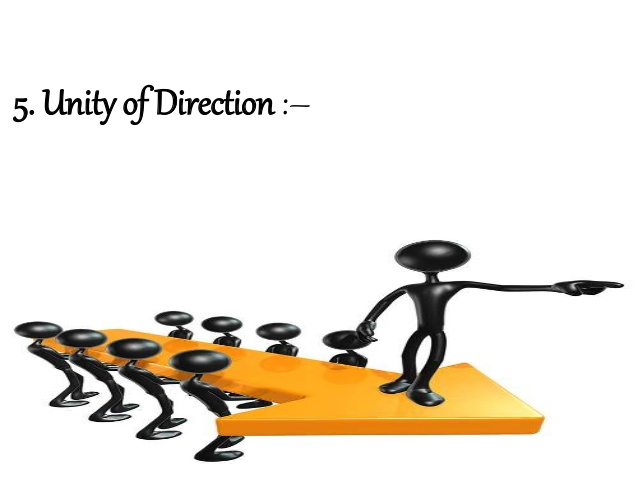 5. Unity of Direction :–